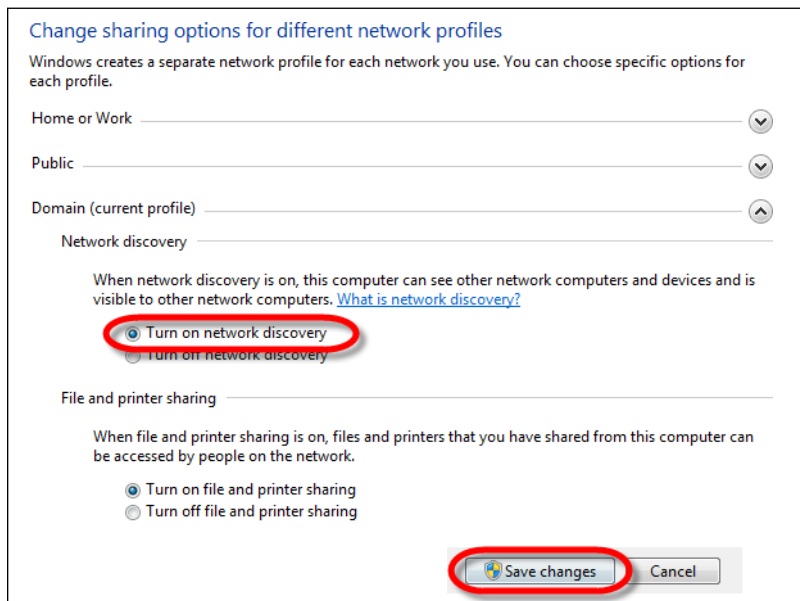 Change sharing options for different network profiles
Windows creates a separate network profile for each network you use. You can choose specific options for
each profile.
Home or Work
Public
Domain (current profile)
Network discovery
When network discovery is on, this computer can see other network computers and devices and is
visible to other network computers. What is network discovery?
Turn on network discovery
Turn off network discovery
File and printer sharing
When file and printer sharing is on, files and printers that you have shared from this computer can
be accessed by people on the network.
Turn on file and printer sharing
Turn off file and printer sharing
Save changes Cancel